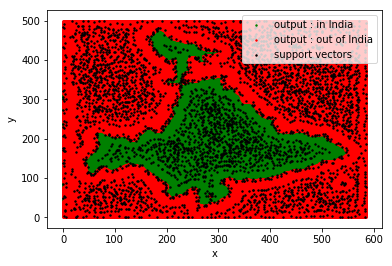 500
400
300
200
100
0
y
output : in India
output : out of India
support vectors
0 100 200 300 400 500 600
x